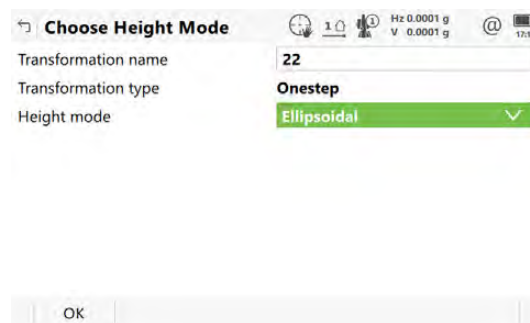 Choose Height Mode
1
1
Hz 0.0001 g
V 0.0001 g
@
Transformation name 22
Transformation type Onestep
Height mode Ellipsoidal
OK